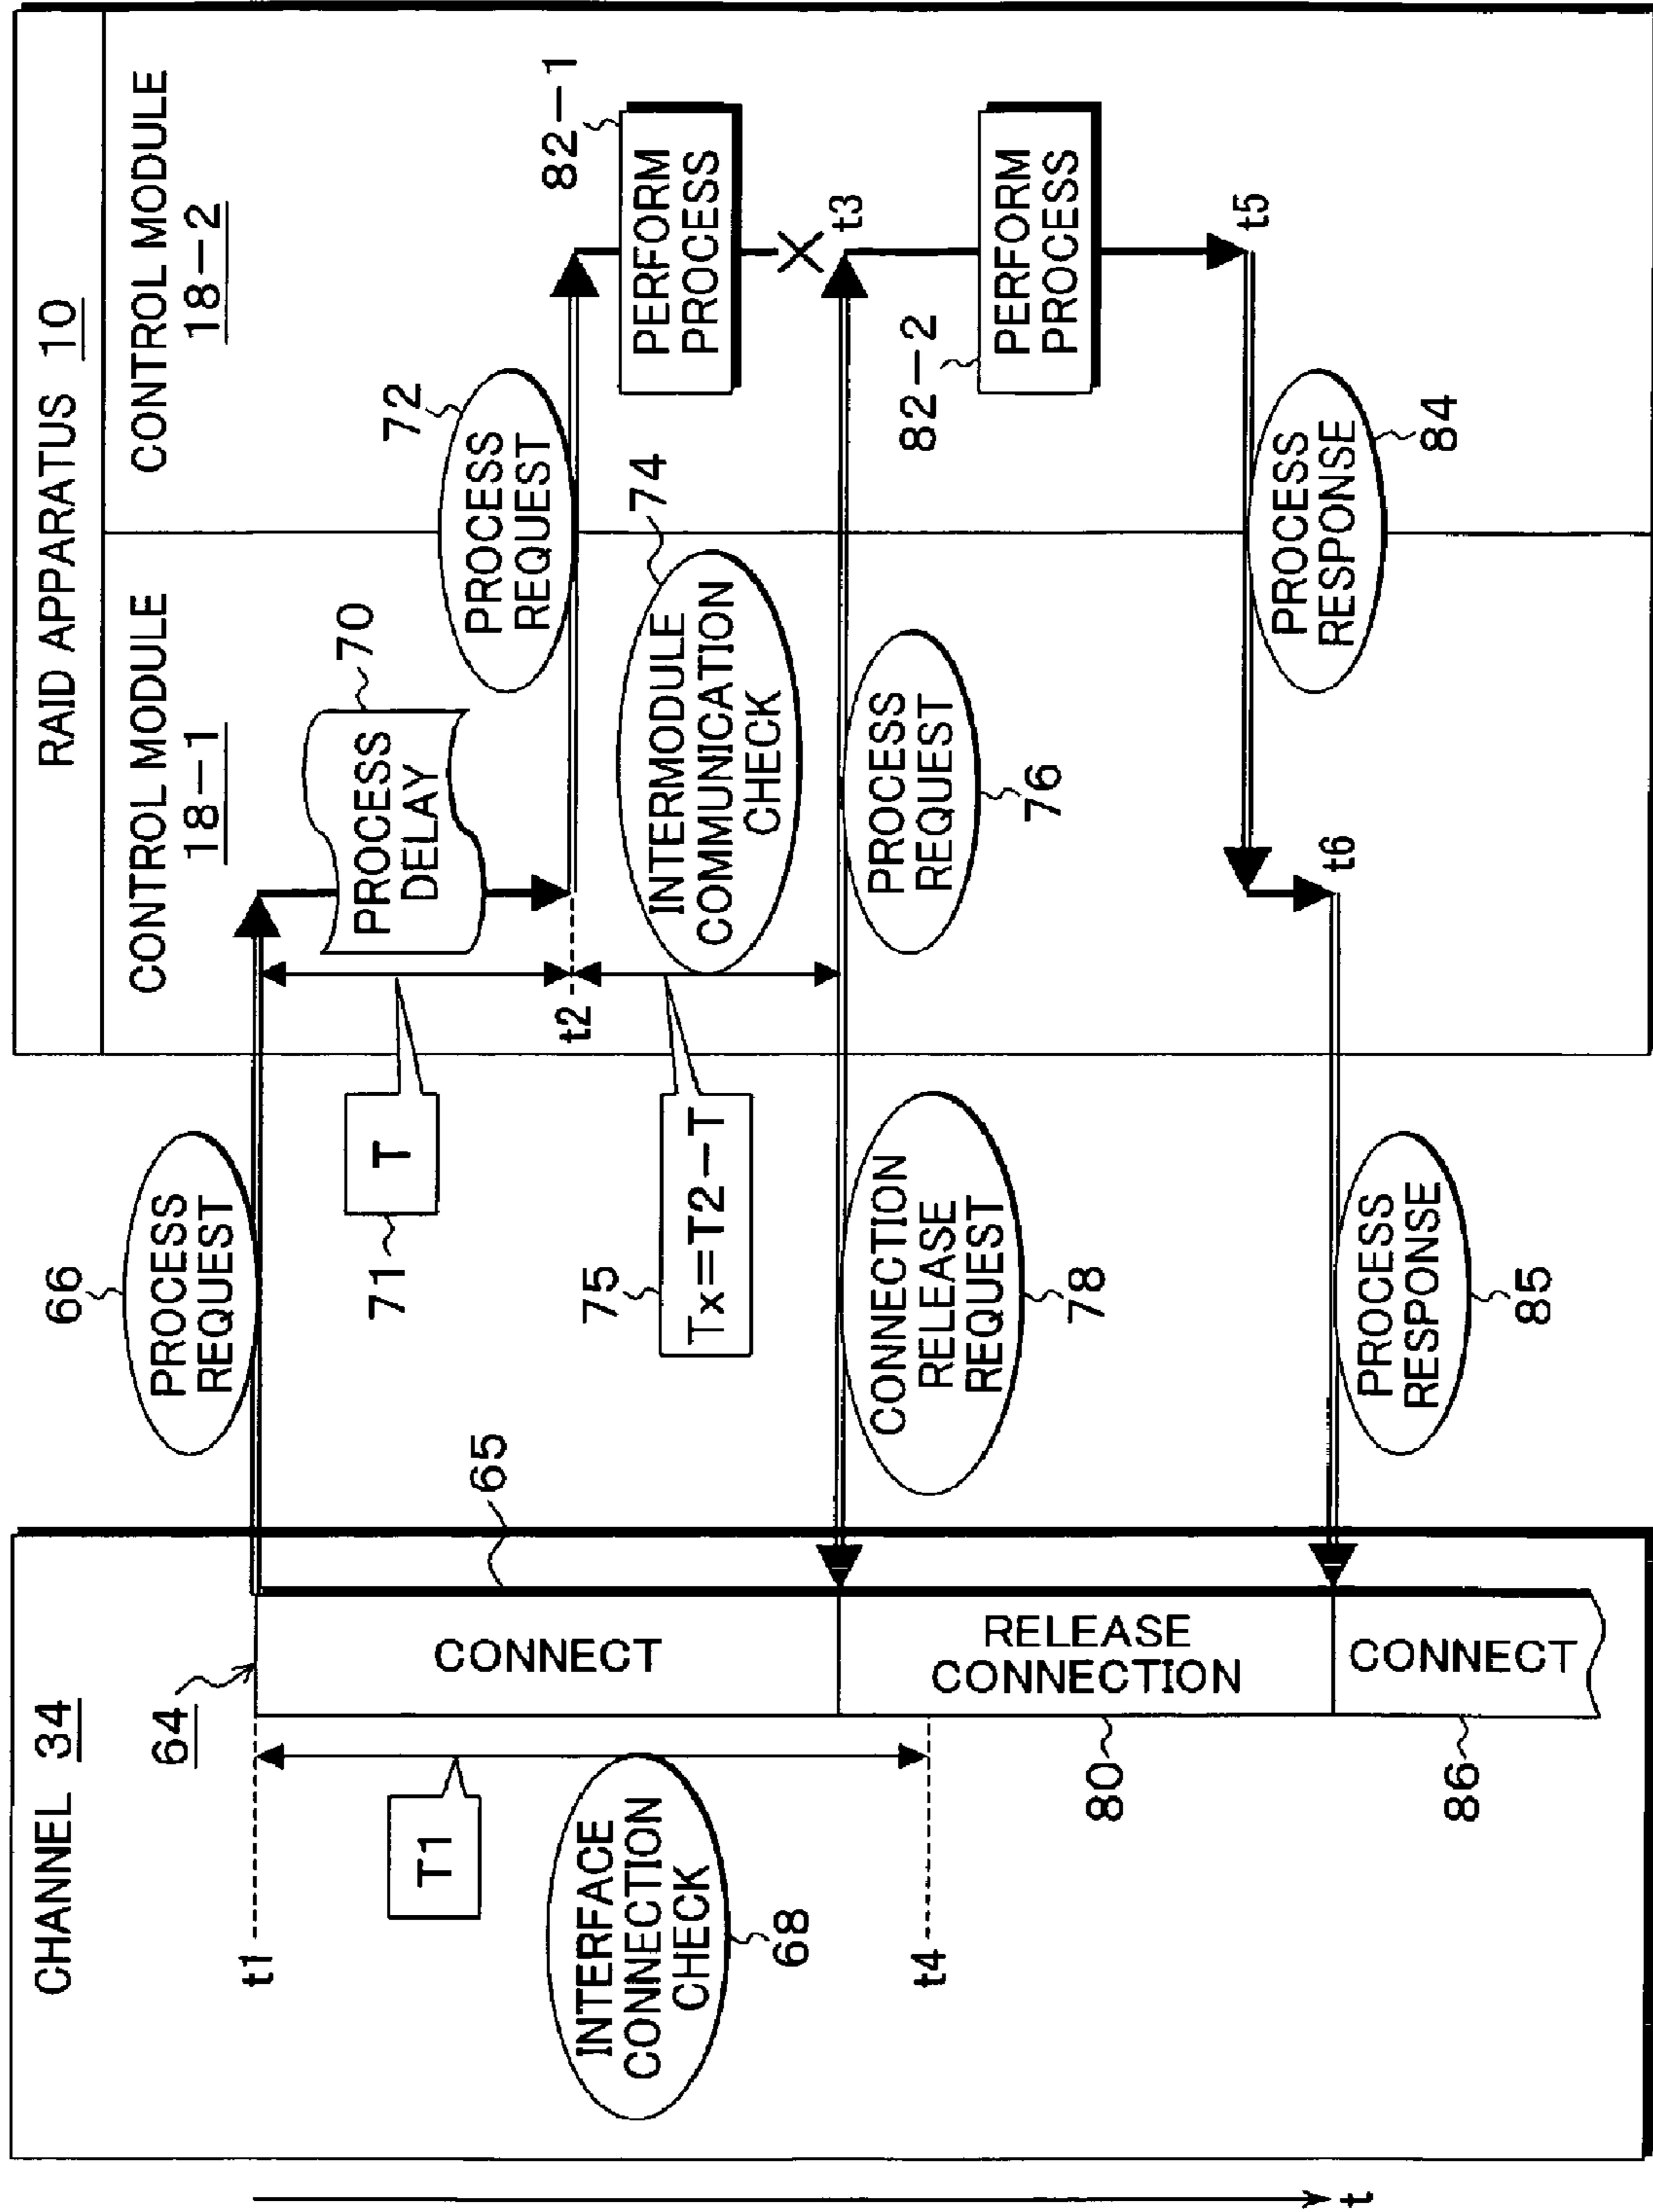 CHANNEL 34
RAID APPARATUS 10
CONTROL MODULE
18-1
CONTROL MODULE
18-2
64
t1
66
PROCESS
REQUEST
T1
INTERFACE
CONNECTION
CHECK
68
t4
65
CONNECT
T
71
PROCESS
DELAY
70
t2
72
PROCESS
REQUEST
82-1
PERFORM
PROCESS
75
Tx=T2-T
INTERMODULE
COMMUNICATION
CHECK
74
t3
RELEASE
CONNECTION
80
CONNECTION
RELEASE
REQUEST
78
PROCESS
REQUEST
76
82-2
PERFORM
PROCESS
t5
PROCESS
RESPONSE
84
t6
PROCESS
RESPONSE
85
CONNECT
86
t